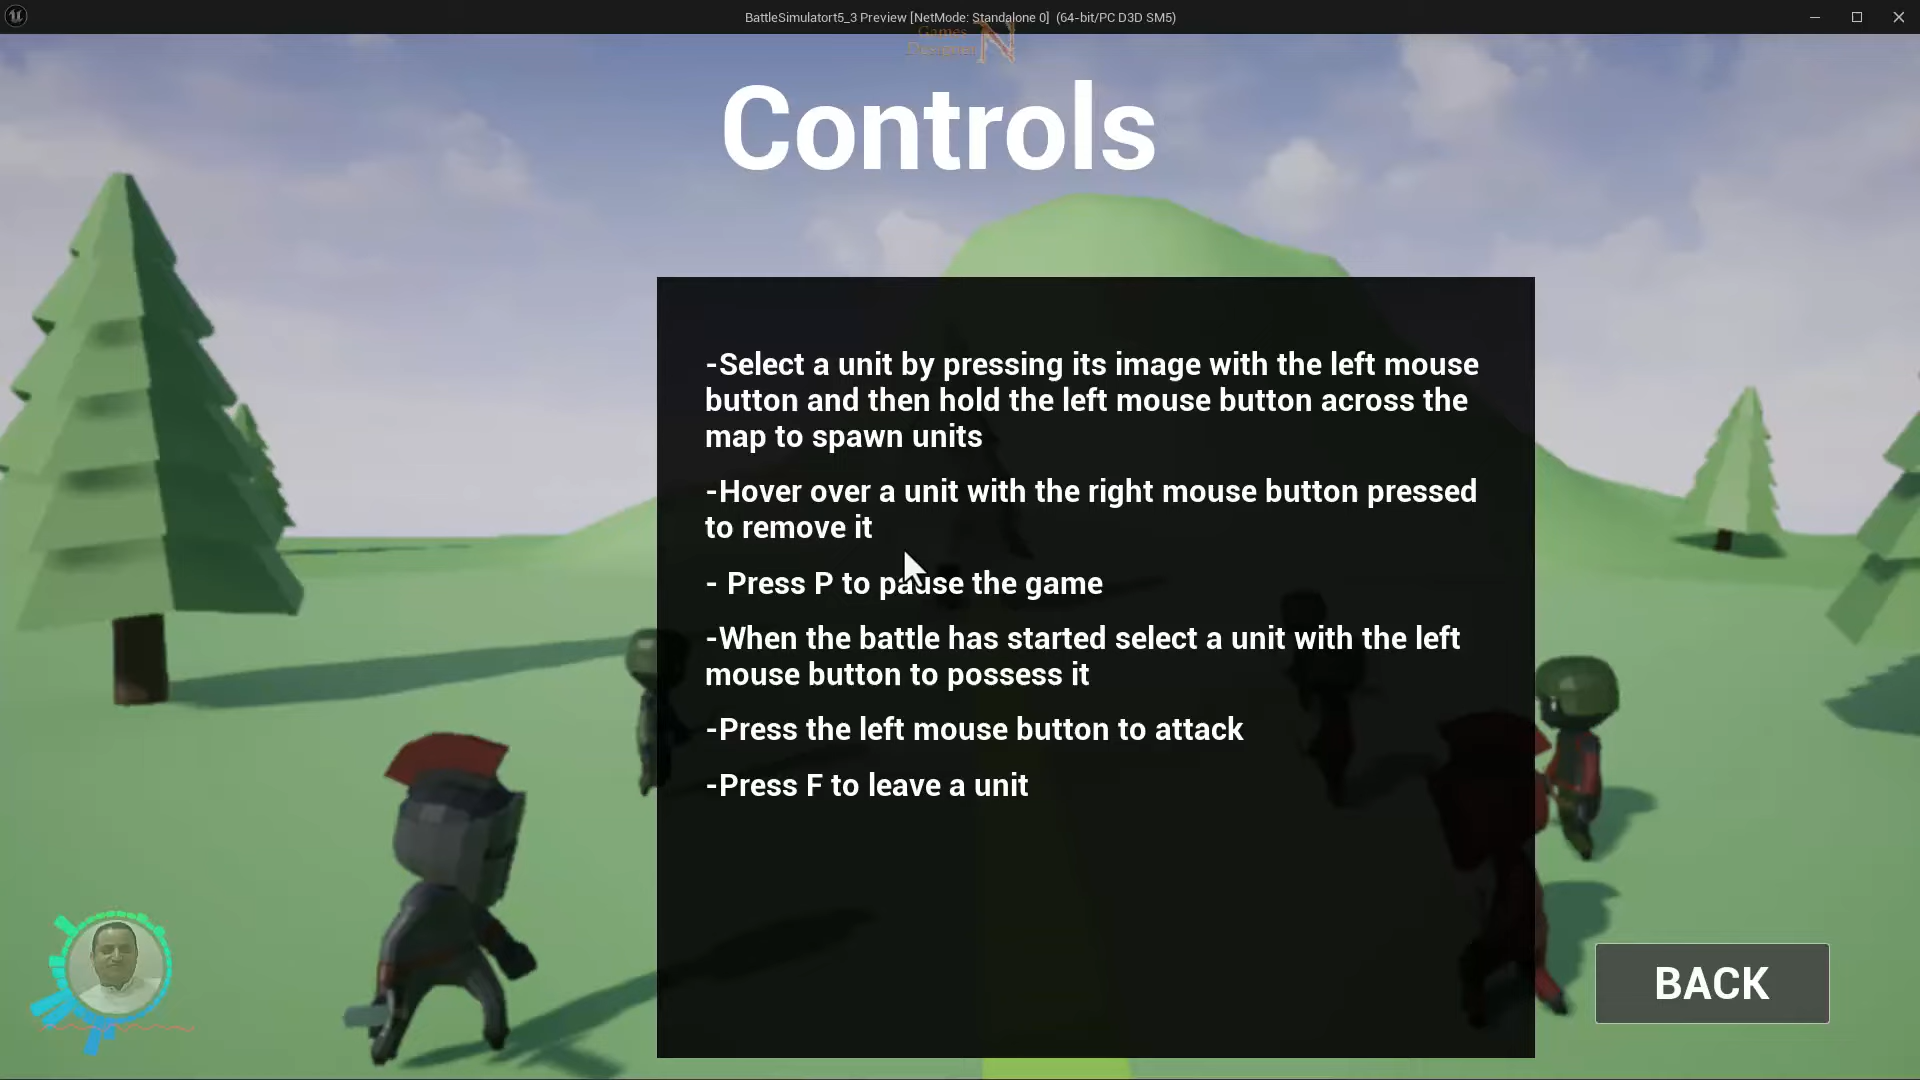 BattleSimulatort5_3 Preview [NetMode: Standalone 0] (64-bit/PC D3D SM5)
Games
Designer N
Controls
-Select a unit by pressing its image with the left mouse
button and then hold the left mouse button across the
map to spawn units
-Hover over a unit with the right mouse button pressed
to remove it
- Press P to pause the game
-When the battle has started select a unit with the left
mouse button to possess it
-Press the left mouse button to attack
-Press F to leave a unit
BACK